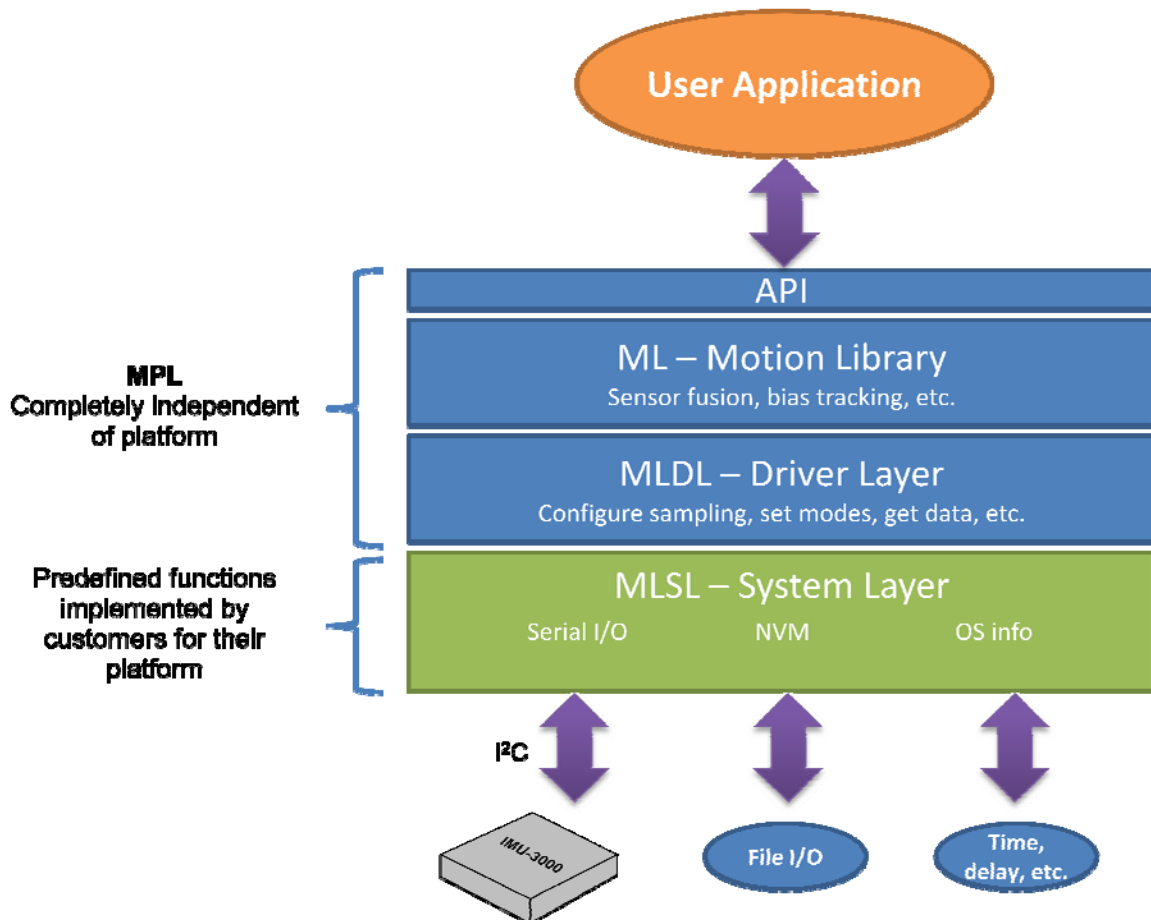 User Application
API
ML – Motion Library
Sensor fusion, bias tracking, etc.
MPL
Completely Independent
of platform
MLDL – Driver Layer
Configure sampling, set modes, get data, etc.
Predefined functions
implemented by
customers for their
platform
MLSL – System Layer
Serial I/O NVM OS info
I²C
IMU-3000
File I/O
Time,
delay, etc.